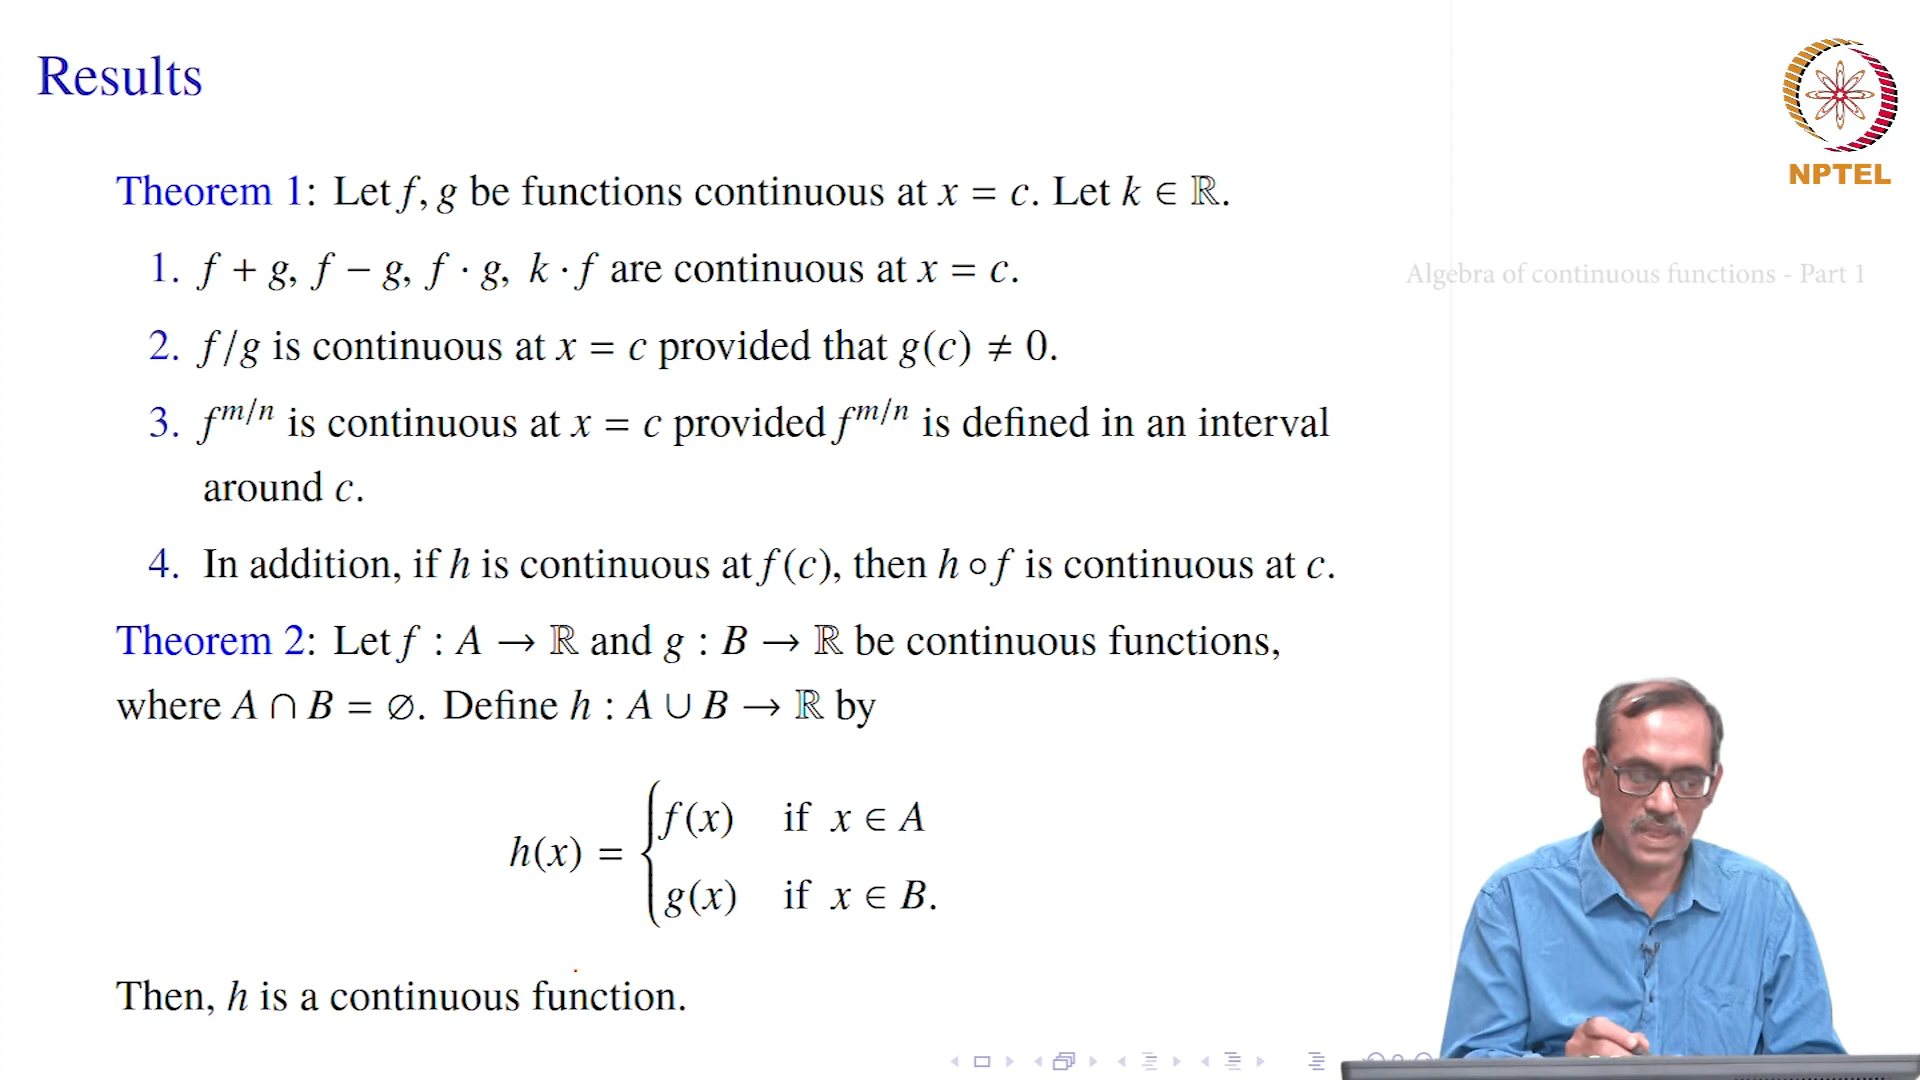 Results
NPTEL
Theorem 1: Let f, g be functions continuous at x = c. Let k ∈ ℝ.
1. f + g, f − g, f · g, k · f are continuous at x = c.
Algebra of continuous functions - Part 1
2. f/g is continuous at x = c provided that g(c) ≠ 0.
3. f^{m/n} is continuous at x = c provided f^{m/n} is defined in an interval
around c.
4. In addition, if h is continuous at f(c), then h ∘ f is continuous at c.
Theorem 2: Let f : A → ℝ and g : B → ℝ be continuous functions,
where A ∩ B = ∅. Define h : A ∪ B → ℝ by
h(x) = { f(x) if x ∈ A
g(x) if x ∈ B.
Then, h is a continuous function.